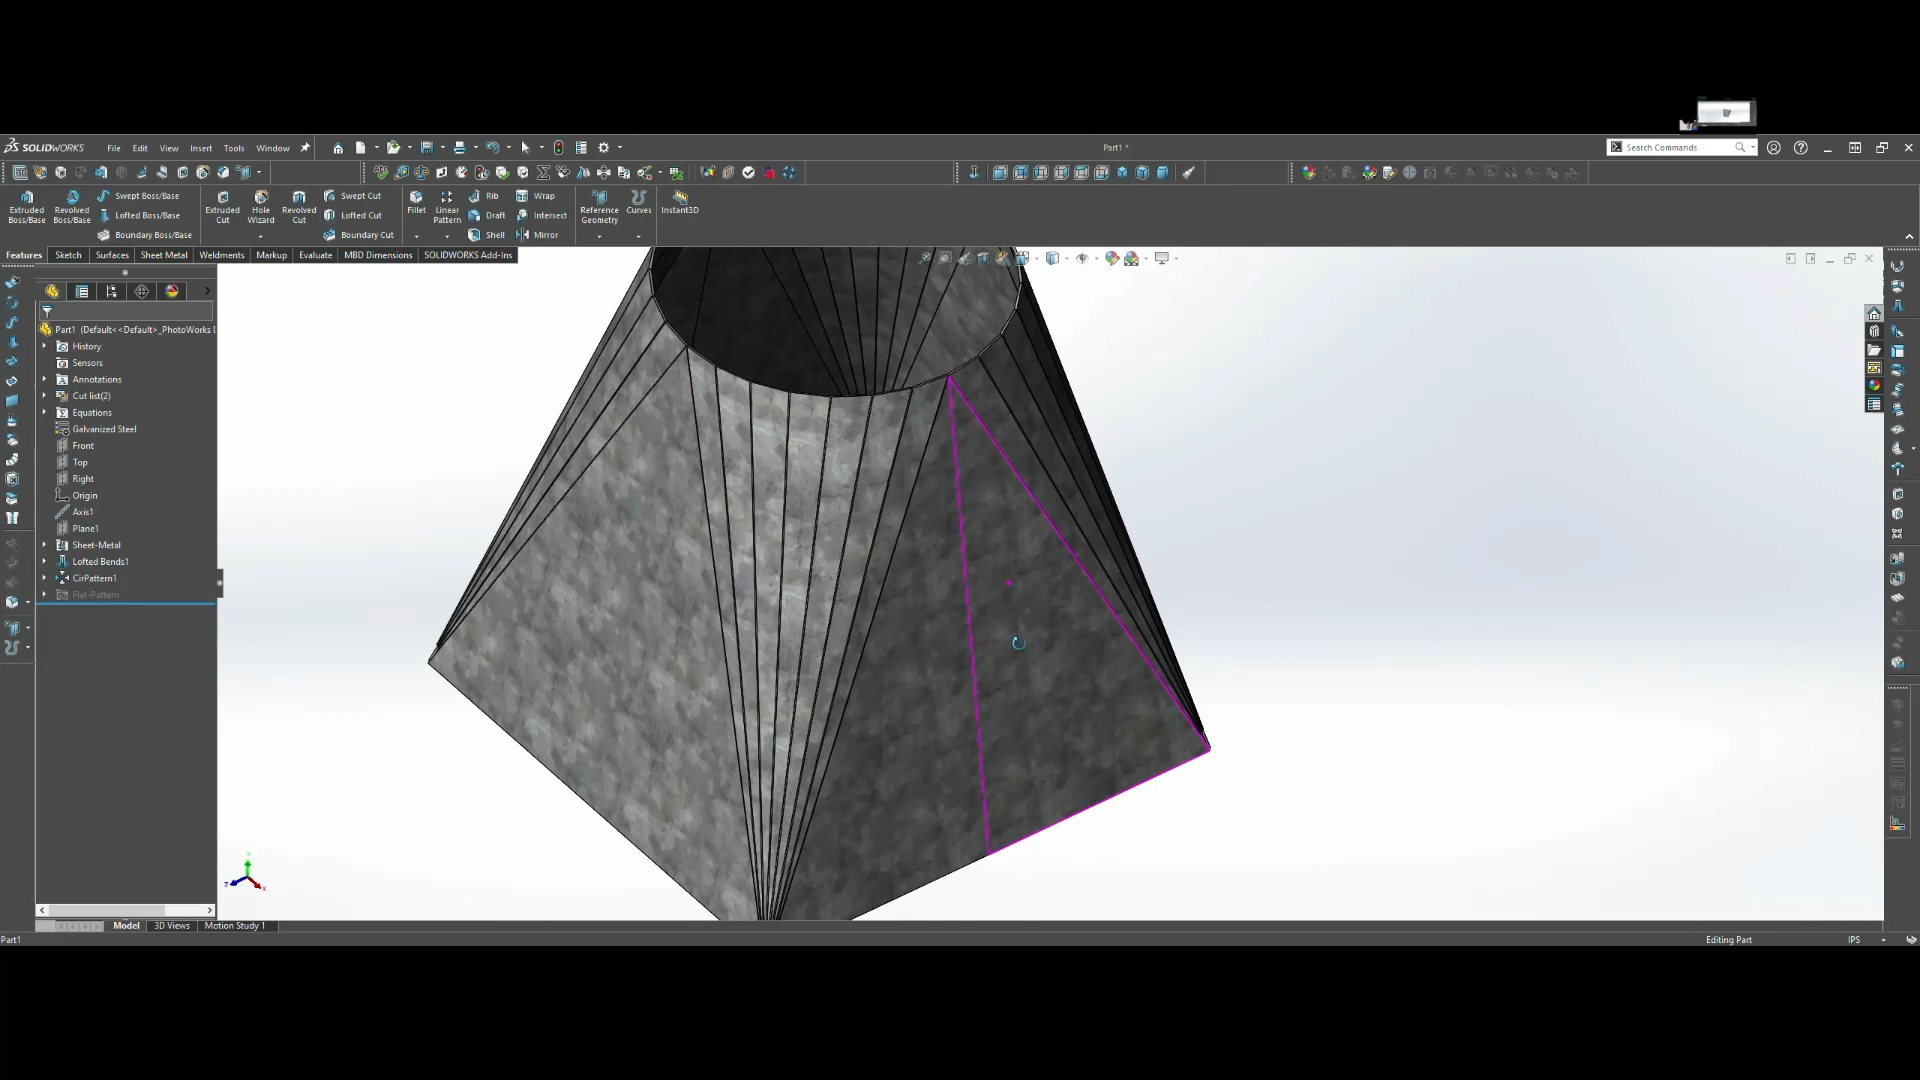 SOLIDWORKS File Edit View Insert Tools Window Part1 * Search Commands
Extruded Boss/Base Revolved Boss/Base Swept Boss/Base Extruded Cut Hole Wizard Revolved Cut Swept Cut Fillet Linear Pattern Rib Wrap Reference Geometry Curves Instant3D
Lofted Boss/Base Lofted Cut Draft Intersect
Boundary Boss/Base Boundary Cut Shell Mirror
Features Sketch Surfaces Sheet Metal Weldments Markup Evaluate MBD Dimensions SOLIDWORKS Add-Ins
Part1 (Default<<Default>_PhotoWorks
History
Sensors
Annotations
Cut list(2)
Equations
Galvanized Steel
Front
Top
Right
Origin
Axis1
Plane1
Sheet-Metal
Lofted Bends1
CirPattern1
Flat-Pattern
Model 3D Views Motion Study 1
Part1 Editing Part IPS